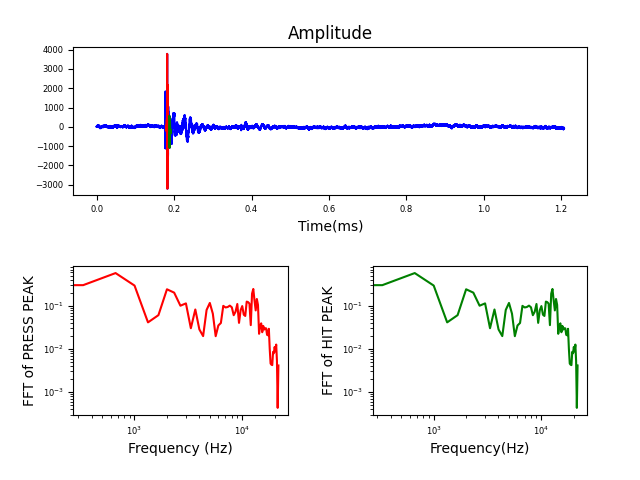 Amplitude
4000
3000
2000
1000
0
−1000
−2000
−3000
0.0 0.2 0.4 0.6 0.8 1.0 1.2
Time(ms)
FFT of PRESS PEAK
10⁻¹
10⁻²
10⁻³
10³ 10⁴
Frequency (Hz)
FFT of HIT PEAK
10⁻¹
10⁻²
10⁻³
10³ 10⁴
Frequency(Hz)